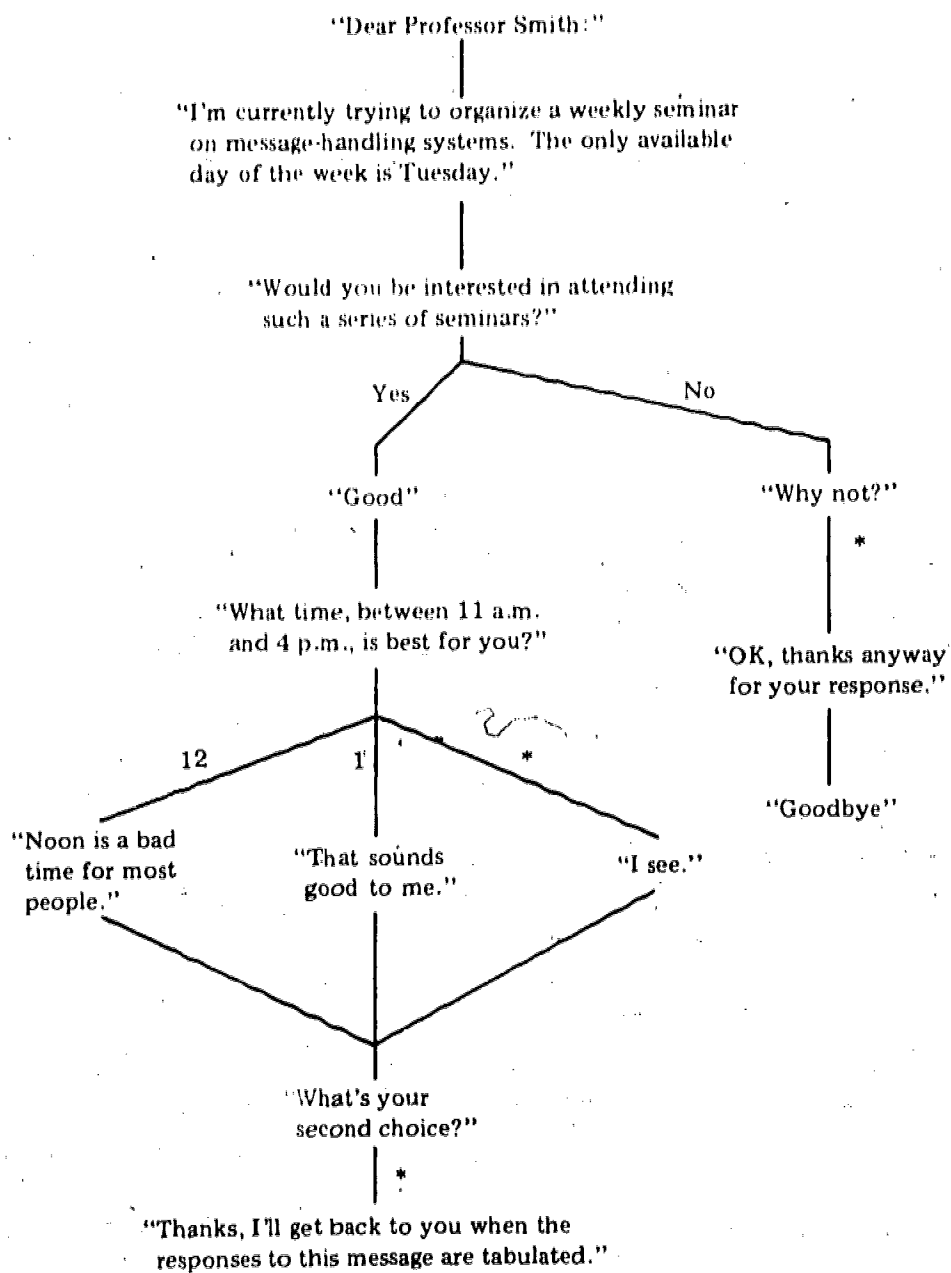 "Dear Professor Smith:"
"I'm currently trying to organize a weekly seminar
on message-handling systems. The only available
day of the week is Tuesday."
"Would you be interested in attending
such a series of seminars?"
Yes
No
"Good"
"Why not?"
*
"What time, between 11 a.m.
and 4 p.m., is best for you?"
"OK, thanks anyway
for your response."
12
1
*
"Goodbye"
"Noon is a bad
time for most
people."
"That sounds
good to me."
"I see."
"What's your
second choice?"
*
"Thanks, I'll get back to you when the
responses to this message are tabulated."